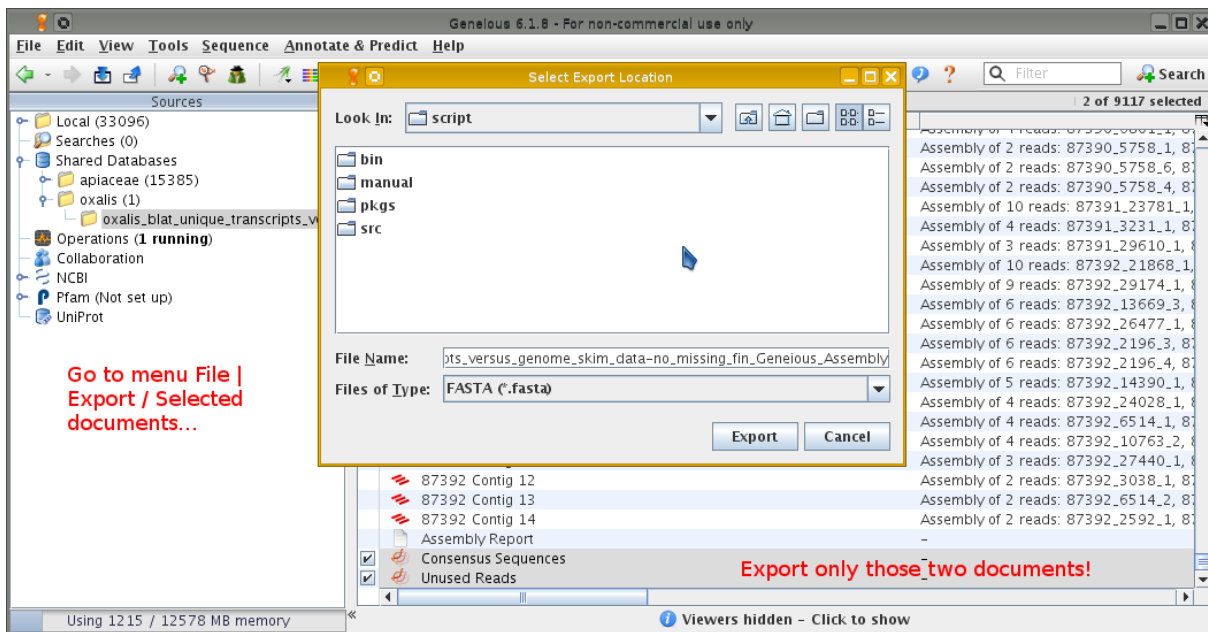 Geneious 6.1.8 - For non-commercial use only
File Edit View Tools Sequence Annotate & Predict Help
Filter
Search
Sources
2 of 9117 selected
Local (33096)
Searches (0)
Shared Databases
apiaceae (15385)
oxalis (1)
oxalis_blat_unique_transcripts_v
Operations (1 running)
Collaboration
NCBI
Pfam (Not set up)
UniProt
Go to menu File |
Export / Selected
documents...
Select Export Location
Look In: script
bin
manual
pkgs
src
File Name: pts_versus_genome_skim_data-no_missing_fin_Geneious_Assembly
Files of Type: FASTA (*.fasta)
Export Cancel
Assembly of 2 reads: 87390_5758_1, 87
Assembly of 2 reads: 87390_5758_6, 87
Assembly of 2 reads: 87390_5758_4, 87
Assembly of 10 reads: 87391_23781_1,
Assembly of 4 reads: 87391_3231_1, 87
Assembly of 3 reads: 87391_29610_1, 8
Assembly of 10 reads: 87392_21868_1,
Assembly of 9 reads: 87392_29174_1, 8
Assembly of 6 reads: 87392_13669_3, 8
Assembly of 6 reads: 87392_26477_1, 8
Assembly of 6 reads: 87392_2196_3, 87
Assembly of 6 reads: 87392_2196_4, 87
Assembly of 5 reads: 87392_14390_1, 8
Assembly of 4 reads: 87392_24028_1, 8
Assembly of 4 reads: 87392_6514_1, 87
Assembly of 4 reads: 87392_10763_2, 8
Assembly of 3 reads: 87392_27440_1, 8
87392 Contig 12 Assembly of 2 reads: 87392_3038_1, 87
87392 Contig 13 Assembly of 2 reads: 87392_6514_2, 87
87392 Contig 14 Assembly of 2 reads: 87392_2592_1, 87
Assembly Report -
Consensus Sequences -
Unused Reads -
Export only those two documents!
Using 1215 / 12578 MB memory
Viewers hidden - Click to show